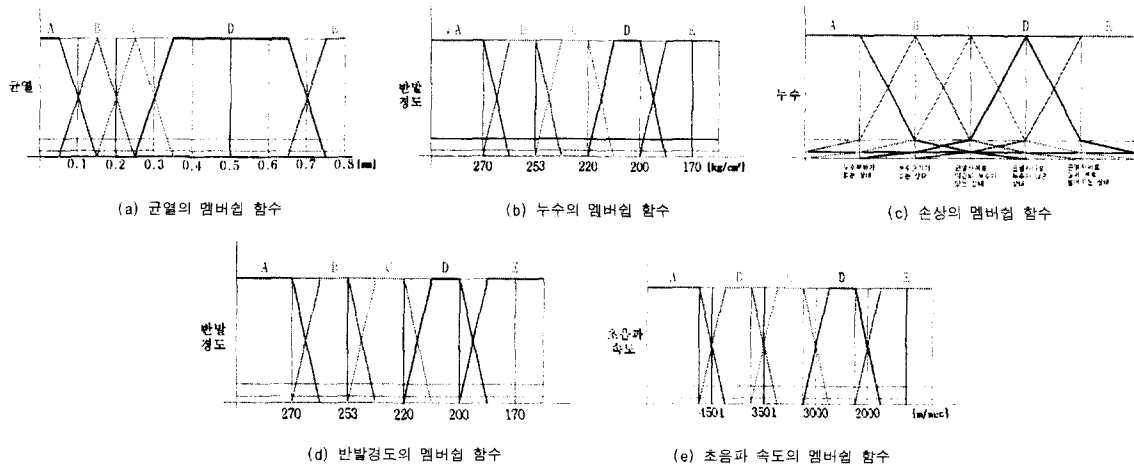 A B C D E
균열
0.1 0.2 0.3 0.4 0.5 0.6 0.7 0.8 [mm]
(a) 균열의 멤버쉽 함수
A B C D E
반발
경도
270 253 220 200 170 [kg/cm²]
(b) 누수의 멤버쉽 함수
A B C D E
누수
(c) 손상의 멤버쉽 함수
A B C D E
반발
경도
270 253 220 200 170
(d) 반발경도의 멤버쉽 함수
A B C D E
초음파
속도
3000 2000 [m/sec]
(e) 초음파 속도의 멤버쉽 함수